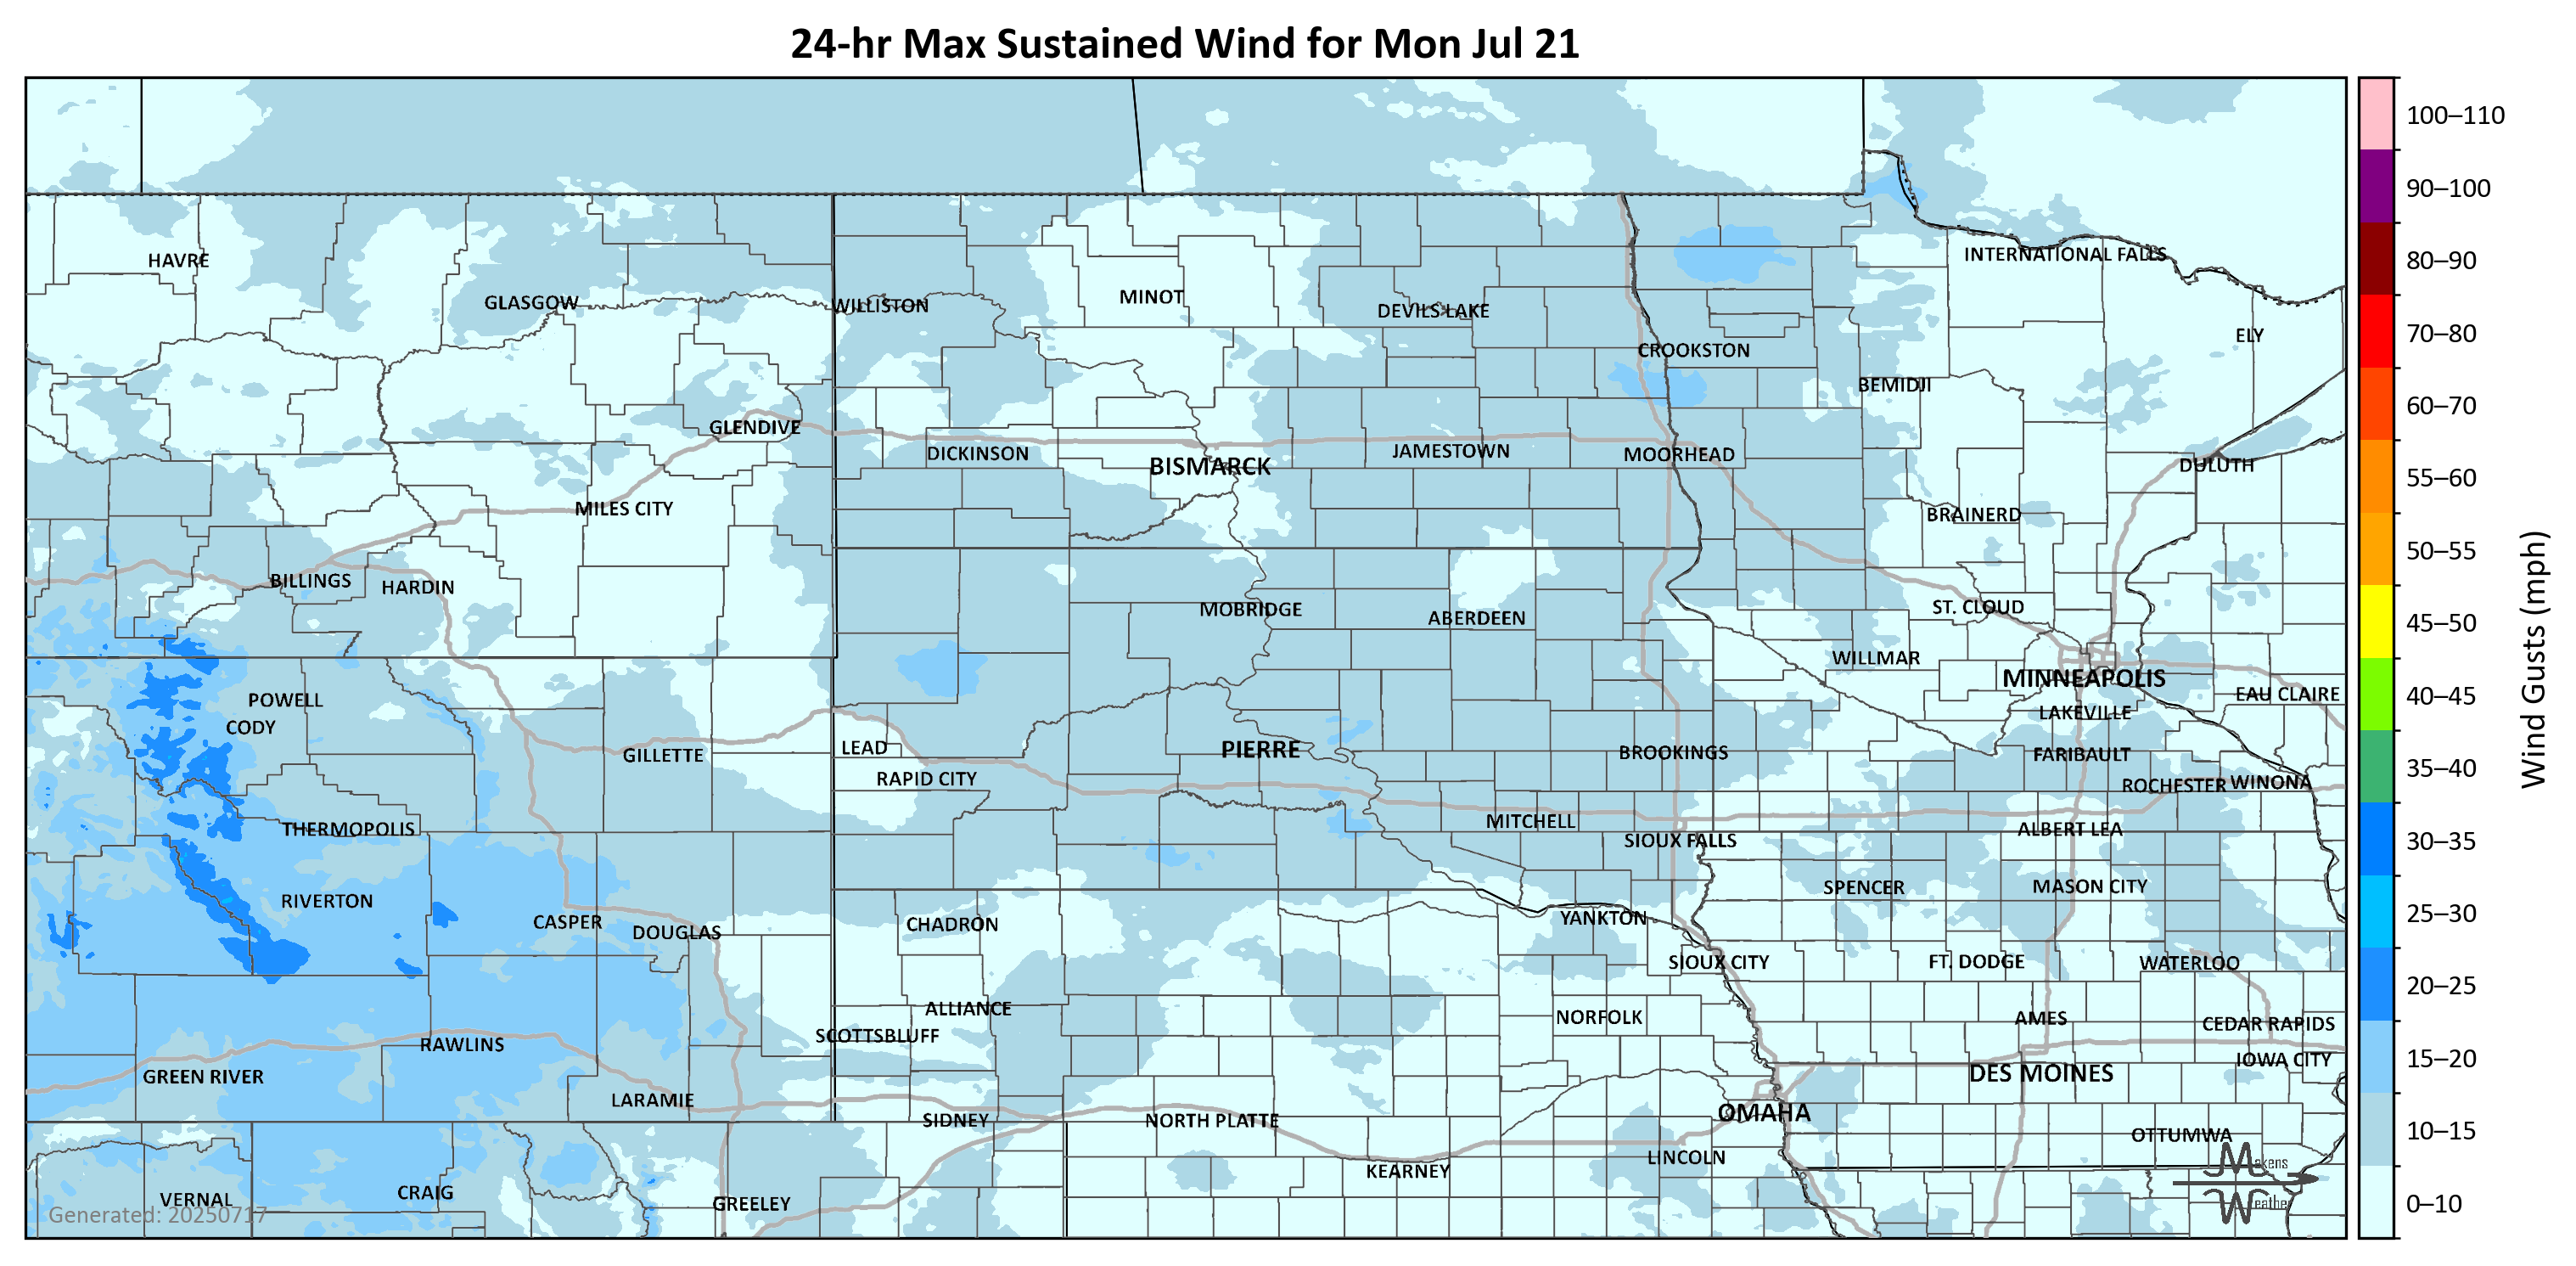 24-hr Max Sustained Wind for Mon Jul 21
100–110
90–100
80–90
70–80
60–70
55–60
50–55
45–50
40–45
35–40
30–35
25–30
20–25
15–20
10–15
0–10
Wind Gusts (mph)
HAVRE
GLASGOW
WILLISTON
MINOT
DEVILS LAKE
INTERNATIONAL FALLS
ELY
CROOKSTON
BEMIDJI
GLENDIVE
DICKINSON
BISMARCK
JAMESTOWN
MOORHEAD
DULUTH
MILES CITY
BRAINERD
BILLINGS
HARDIN
MOBRIDGE
ABERDEEN
ST. CLOUD
WILLMAR
MINNEAPOLIS
EAU CLAIRE
POWELL
CODY
LAKEVILLE
GILLETTE
LEAD
PIERRE
BROOKINGS
FARIBAULT
RAPID CITY
ROCHESTER
WINONA
THERMOPOLIS
MITCHELL
SIOUX FALLS
ALBERT LEA
RIVERTON
SPENCER
MASON CITY
CASPER
DOUGLAS
CHADRON
YANKTON
SIOUX CITY
FT. DODGE
WATERLOO
ALLIANCE
NORFOLK
AMES
CEDAR RAPIDS
SCOTTSBLUFF
RAWLINS
IOWA CITY
GREEN RIVER
DES MOINES
LARAMIE
SIDNEY
NORTH PLATTE
OMAHA
OTTUMWA
KEARNEY
LINCOLN
VERNAL
CRAIG
GREELEY
Generated: 20250717
Makens
Weather